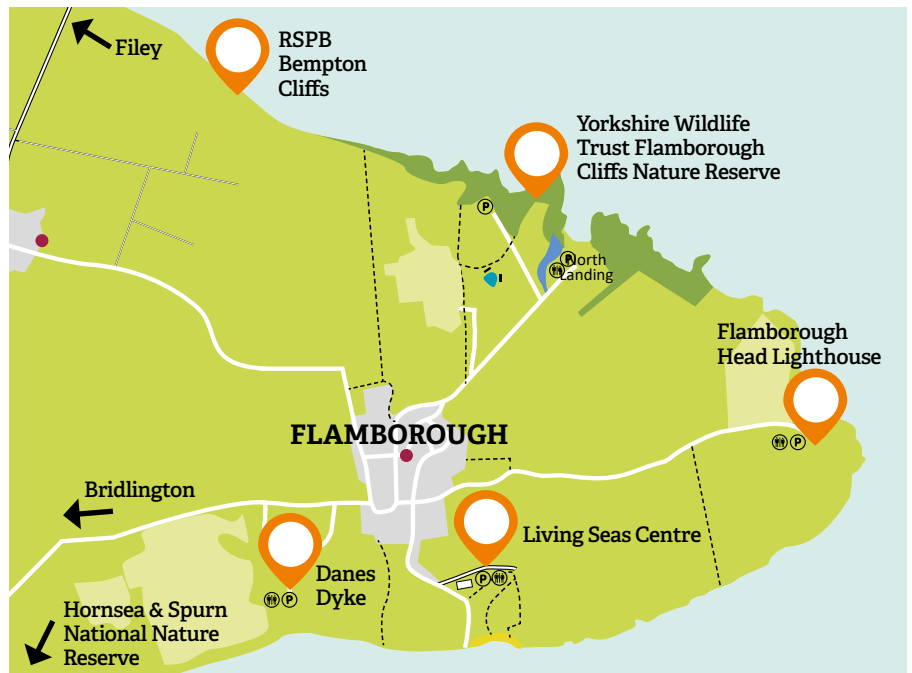 Filey
RSPB
Bempton
Cliffs
Yorkshire Wildlife
Trust Flamborough
Cliffs Nature Reserve
P
P
North
Landing
Flamborough
Head Lighthouse
P
FLAMBOROUGH
Bridlington
Living Seas Centre
P
Danes
Dyke
P
Hornsea & Spurn
National Nature
Reserve